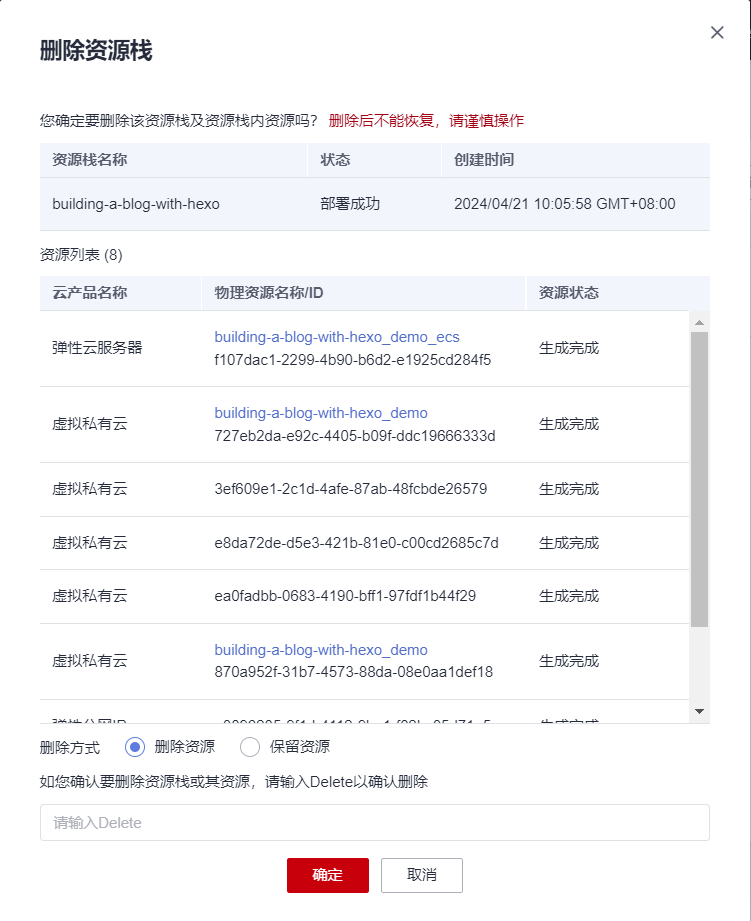 删除资源栈
您确定要删除该资源栈及资源栈内资源吗? 删除后不能恢复，请谨慎操作
资源栈名称 状态 创建时间
building-a-blog-with-hexo 部署成功 2024/04/21 10:05:58 GMT+08:00
资源列表 (8)
云产品名称 物理资源名称/ID 资源状态
building-a-blog-with-hexo_demo_ecs
弹性云服务器 生成完成
f107dac1-2299-4b90-b6d2-e1925cd284f5
building-a-blog-with-hexo_demo
虚拟私有云 生成完成
727eb2da-e92c-4405-b09f-ddc19666333d
虚拟私有云 3ef609e1-2c1d-4afe-87ab-48fcbde26579 生成完成
虚拟私有云 e8da72de-d5e3-421b-81e0-c00cd2685c7d 生成完成
虚拟私有云 ea0fadbb-0683-4190-bff1-97fdf1b44f29 生成完成
building-a-blog-with-hexo_demo
虚拟私有云 生成完成
870a952f-31b7-4573-88da-08e0aa1def18
删除方式 删除资源 保留资源
如您确认要删除资源栈或其资源，请输入Delete以确认删除
请输入Delete
确定 取消